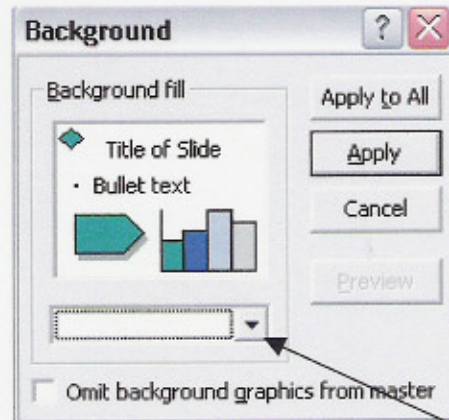 Background
Background fill
Title of Slide
• Bullet text
Apply to All
Apply
Cancel
Preview
Omit background graphics from master